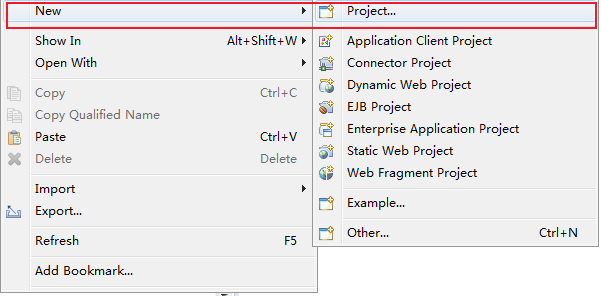 New
Show In Alt+Shift+W
Open With
Copy Ctrl+C
Copy Qualified Name
Paste Ctrl+V
Delete Delete
Import
Export...
Refresh F5
Add Bookmark...
Project...
Application Client Project
Connector Project
Dynamic Web Project
EJB Project
Enterprise Application Project
Static Web Project
Web Fragment Project
Example...
Other... Ctrl+N